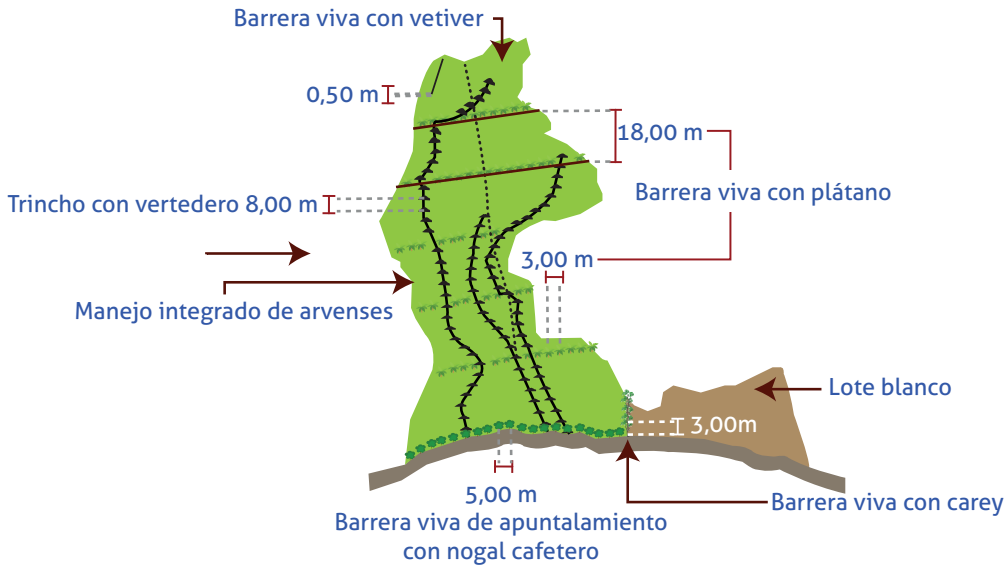 Barrera viva con vetiver
0,50 m
18,00 m
Barrera viva con plátano
Trincho con vertedero 8,00 m
3,00 m
Manejo integrado de arvenses
Lote blanco
3,00m
5,00 m
Barrera viva con carey
Barrera viva de apuntalamiento
con nogal cafetero